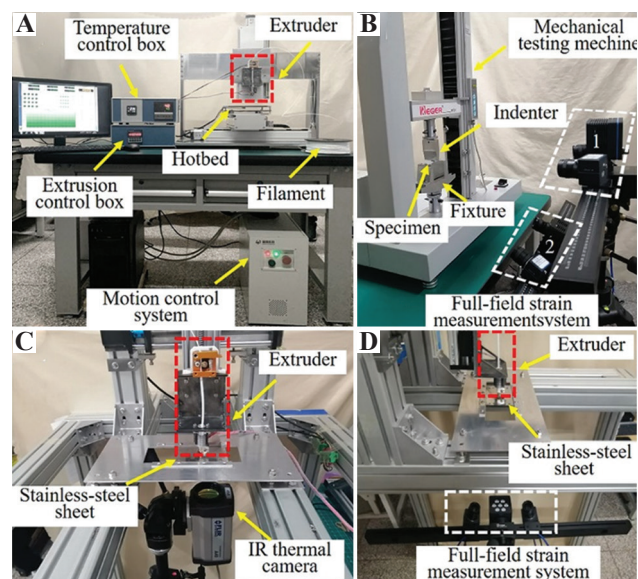 A
Temperature
control box
Extruder
Hotbed
Extrusion
control box
Filament
Motion control
system
B
Mechanical
testing machine
Indenter
1
Fixture
Specimen
2
Full-field strain
measurementsystem
C
Extruder
Stainless-steel
sheet
IR thermal
camera
D
Extruder
Stainless-steel
sheet
Full-field strain
measurement system